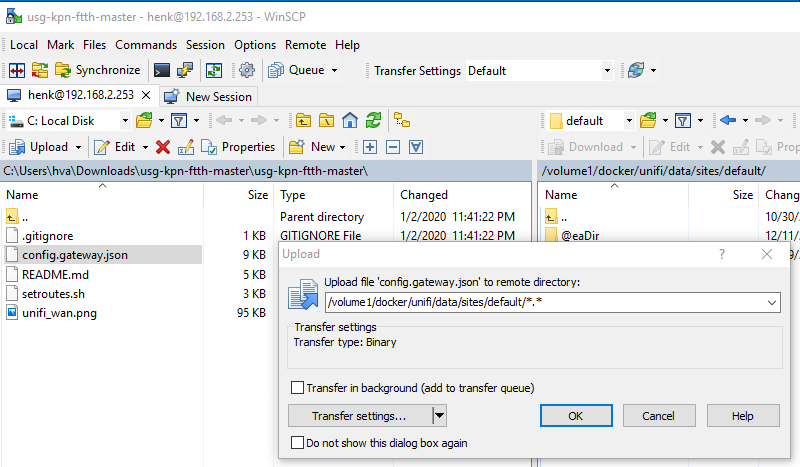 usg-kpn-ftth-master - henk@192.168.2.253 - WinSCP
Local Mark Files Commands Session Options Remote Help
Synchronize Queue Transfer Settings Default
henk@192.168.2.253 New Session
C: Local Disk default
Upload Edit Properties New Download Edit
C:\Users\hva\Downloads\usg-kpn-ftth-master\usg-kpn-ftth-master\ /volume1/docker/unifi/data/sites/default/
Name Size Type Changed Name Changed
.. Parent directory 1/2/2020 11:41:22 PM .. 10/30/
.gitignore 1 KB GITIGNORE File 1/2/2020 11:41:22 PM @eaDir 12/11/
config.gateway.json 9 KB
README.md 5 KB
setroutes.sh 3 KB
unifi_wan.png 95 KB
Upload
Upload file 'config.gateway.json' to remote directory:
/volume1/docker/unifi/data/sites/default/*.*
Transfer settings
Transfer type: Binary
Transfer in background (add to transfer queue)
Transfer settings... OK Cancel Help
Do not show this dialog box again